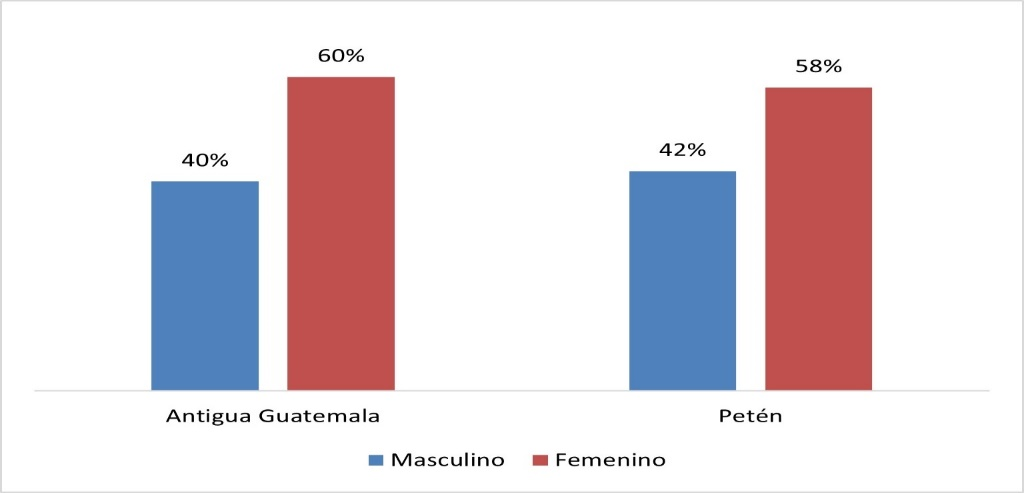 60%
58%
40%
42%
Antigua Guatemala
Petén
Masculino
Femenino